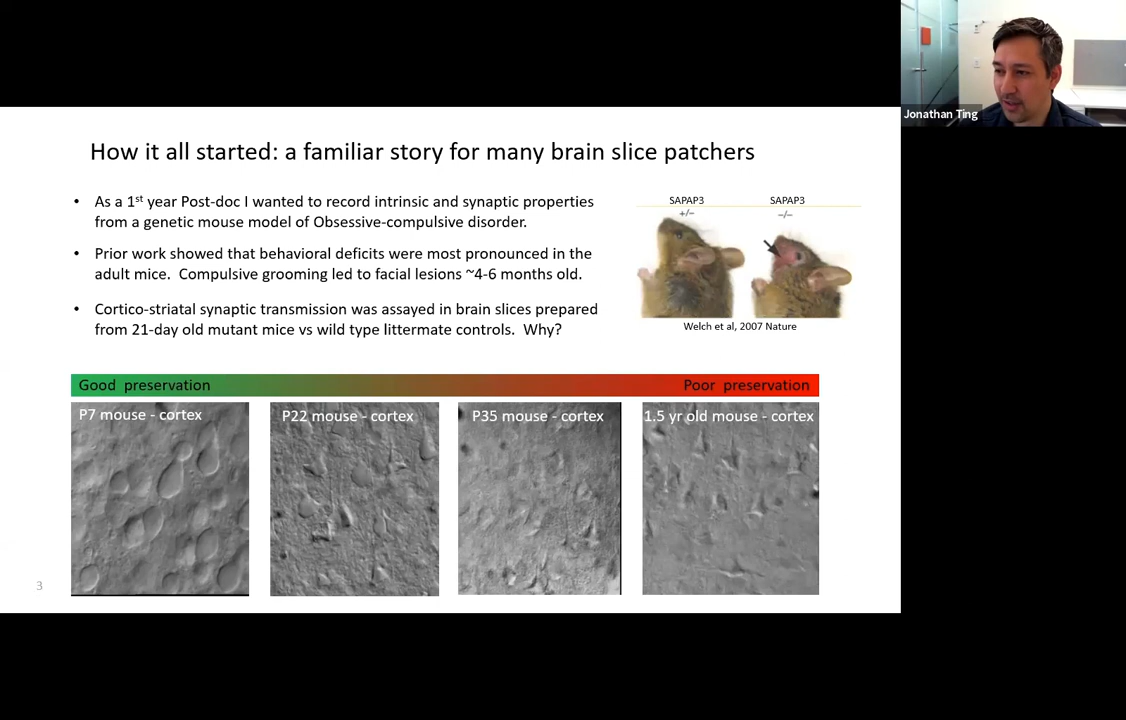 Jonathan Ting
How it all started: a familiar story for many brain slice patchers
• As a 1st year Post-doc I wanted to record intrinsic and synaptic properties
from a genetic mouse model of Obsessive-compulsive disorder.
• Prior work showed that behavioral deficits were most pronounced in the
adult mice. Compulsive grooming led to facial lesions ~4-6 months old.
• Cortico-striatal synaptic transmission was assayed in brain slices prepared
from 21-day old mutant mice vs wild type littermate controls. Why?
SAPAP3
+/−
SAPAP3
−/−
Welch et al, 2007 Nature
Good preservation
Poor preservation
P7 mouse - cortex
P22 mouse - cortex
P35 mouse - cortex
1.5 yr old mouse - cortex
3